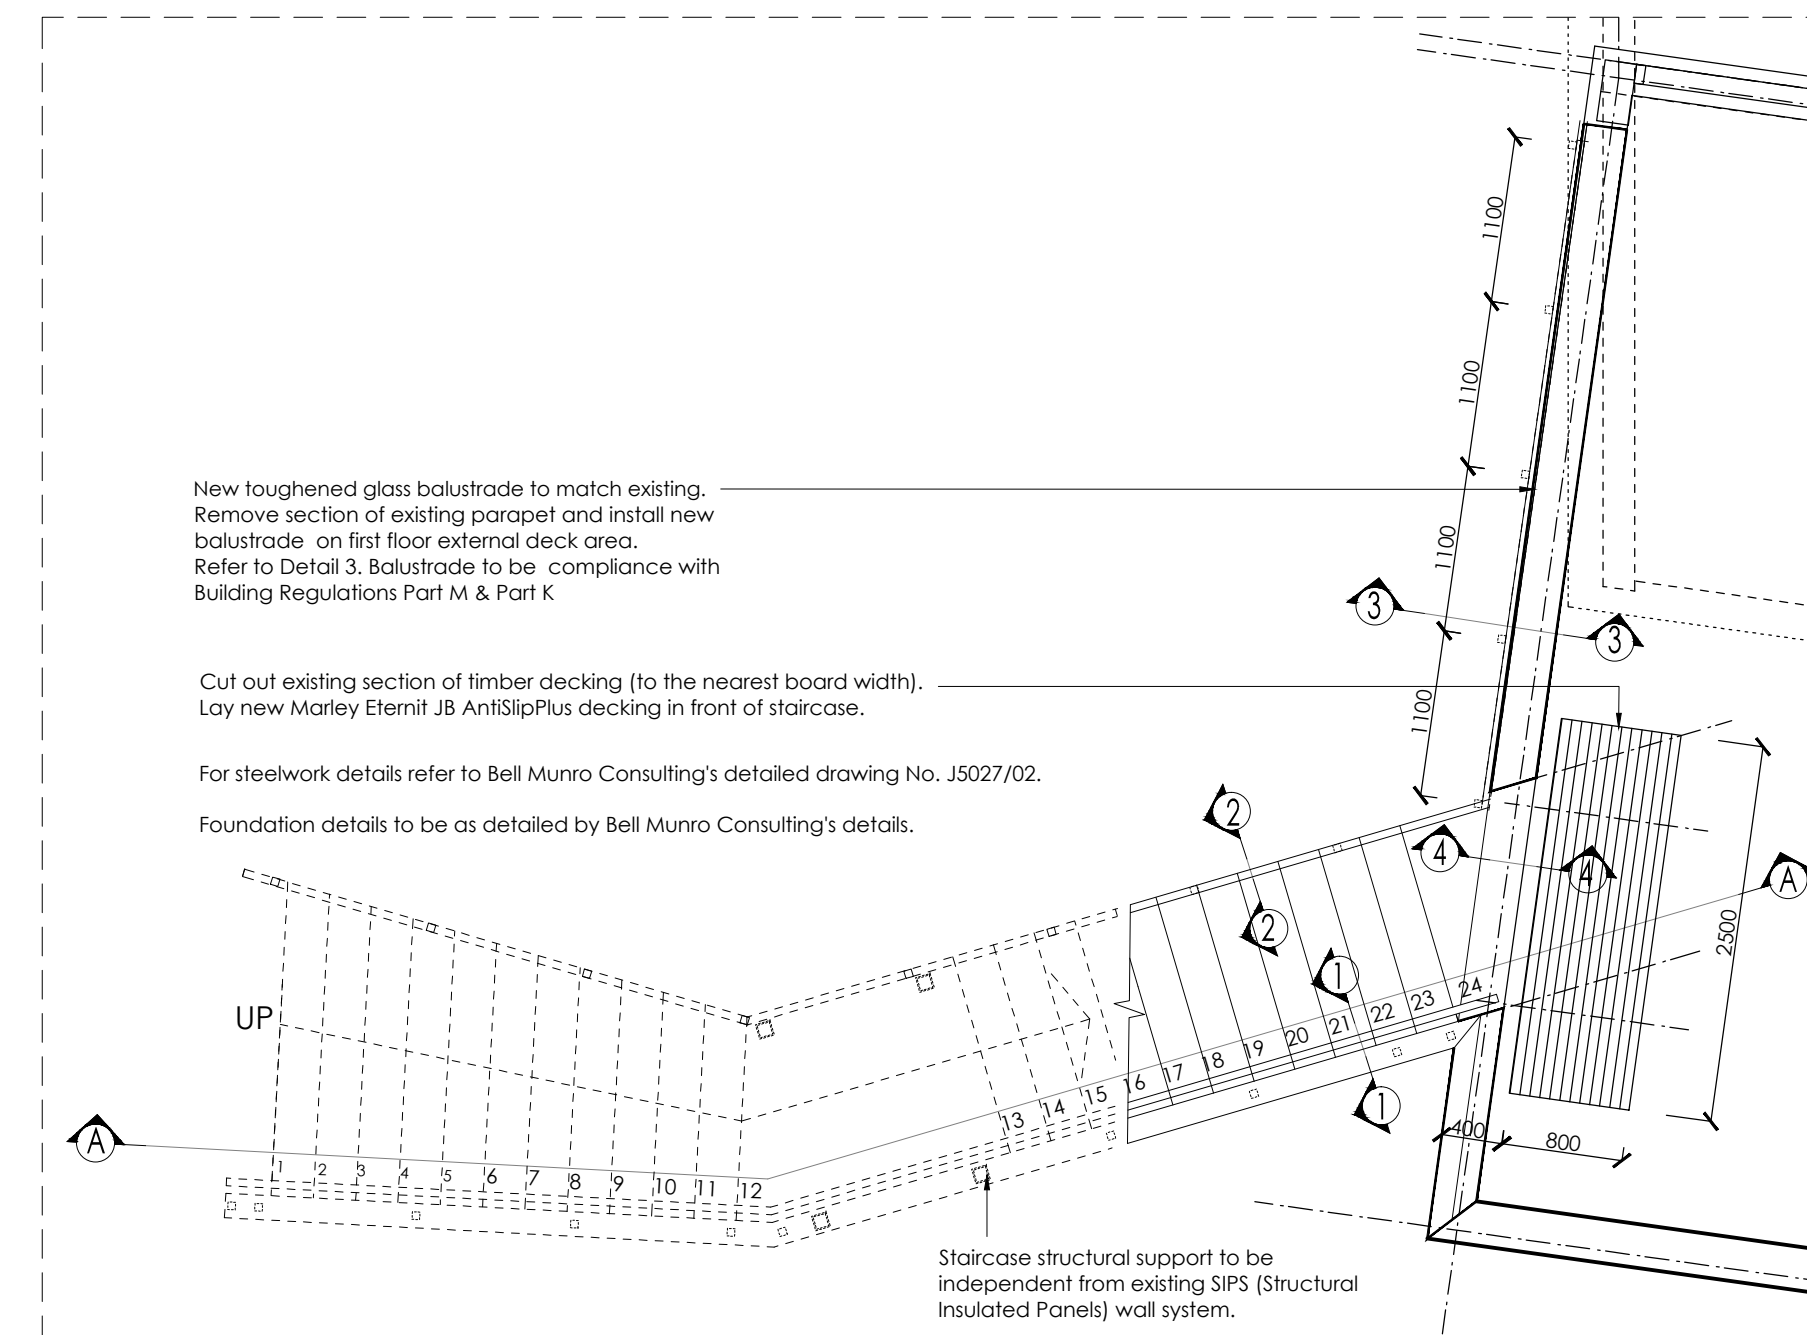 1100
1100
1100
1100
New toughened glass balustrade to match existing.
Remove section of existing parapet and install new
balustrade  on first floor external deck area.
Refer to Detail 3. Balustrade to be  compliance with
Building Regulations Part M & Part K
3
3
Cut out existing section of timber decking (to the nearest board width).
Lay new Marley Eternit JB AntiSlipPlus decking in front of staircase.
For steelwork details refer to Bell Munro Consulting's detailed drawing No. J5027/02.
Foundation details to be as detailed by Bell Munro Consulting's details.
2
2
4
4
A
2500
1
1
UP
A
1 2 3 4 5 6 7 8 9 10 11 12
13 14 15 16 17 18 19 20 21 22 23 24
400
800
Staircase structural support to be
independent from existing SIPS (Structural
Insulated Panels) wall system.